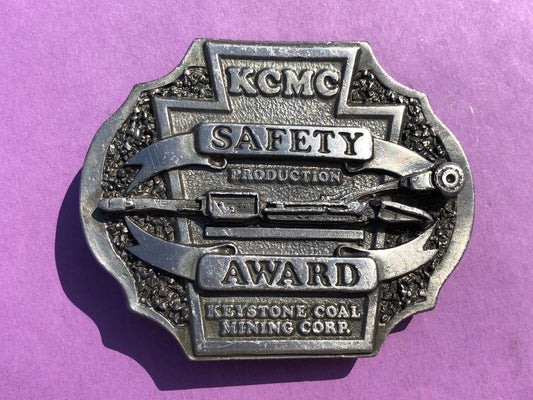 KCMC
SAFETY
PRODUCTION
AWARD
KEYSTONE COAL
MINING CORP.